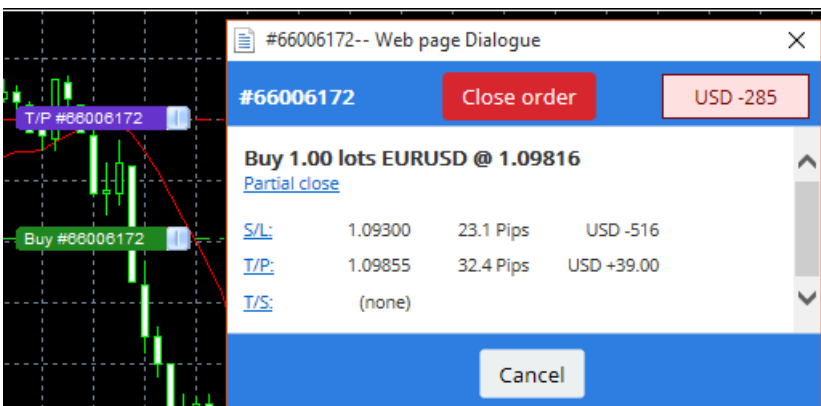 #66006172-- Web page Dialogue
#66006172 Close order USD -285
T/P #66006172
Buy 1.00 lots EURUSD @ 1.09816
Partial close
Buy #66006172
S/L: 1.09300 23.1 Pips USD -516
T/P: 1.09855 32.4 Pips USD +39.00
T/S: (none)
Cancel